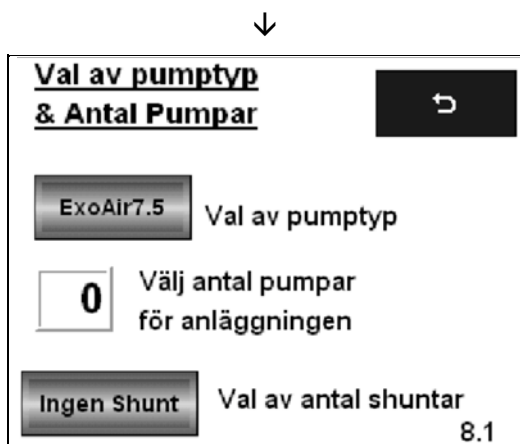 Val av pumptyp
& Antal Pumpar
ExoAir7.5 Val av pumptyp
0 Välj antal pumpar
för anläggningen
Ingen Shunt Val av antal shuntar
8.1